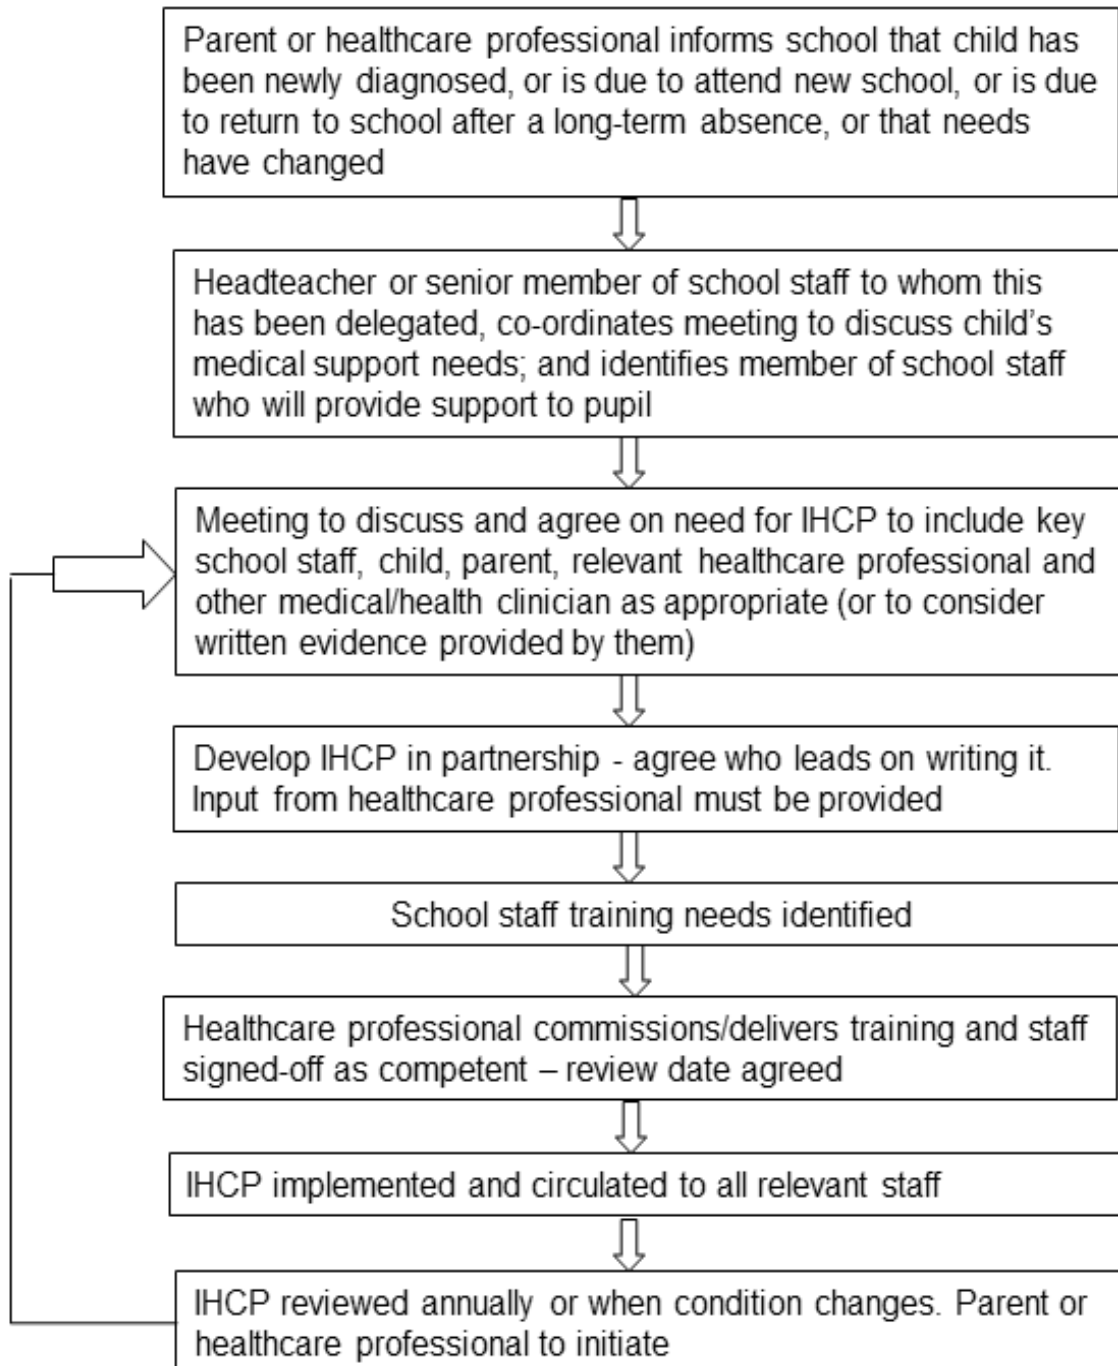 Parent or healthcare professional informs school that child has
been newly diagnosed, or is due to attend new school, or is due
to return to school after a long-term absence, or that needs
have changed
Headteacher or senior member of school staff to whom this
has been delegated, co-ordinates meeting to discuss child's
medical support needs; and identifies member of school staff
who will provide support to pupil
Meeting to discuss and agree on need for IHCP to include key
school staff, child, parent, relevant healthcare professional and
other medical/health clinician as appropriate (or to consider
written evidence provided by them)
Develop IHCP in partnership - agree who leads on writing it.
Input from healthcare professional must be provided
School staff training needs identified
Healthcare professional commissions/delivers training and staff
signed-off as competent – review date agreed
IHCP implemented and circulated to all relevant staff
IHCP reviewed annually or when condition changes. Parent or
healthcare professional to initiate